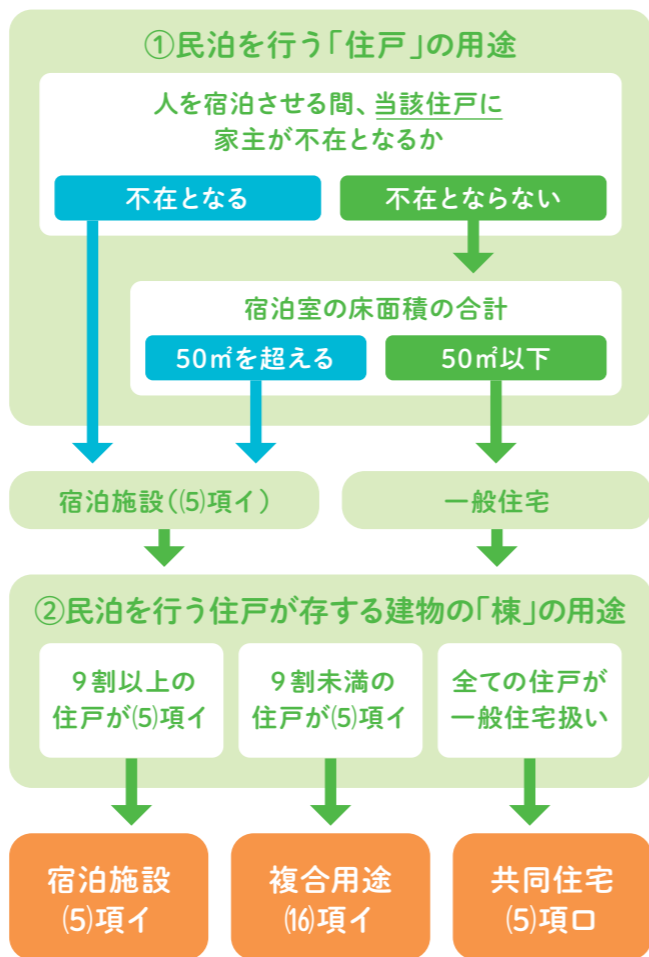 ①民泊を行う「住戸」の用途
人を宿泊させる間、当該住戸に
家主が不在となるか
不在となる
不在とならない
宿泊室の床面積の合計
50㎡を超える
50㎡以下
宿泊施設(⑸項イ)
一般住宅
②民泊を行う住戸が存する建物の「棟」の用途
９割以上の
住戸が⑸項イ
９割未満の
住戸が⑸項イ
全ての住戸が
一般住宅扱い
宿泊施設
⑸項イ
複合用途
⒃項イ
共同住宅
⑸項ロ